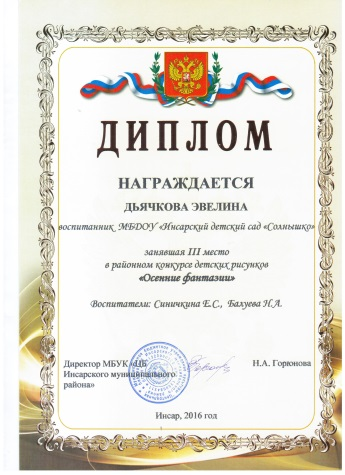 ДИПЛОМ
НАГРАЖДАЕТСЯ
ДЬЯЧКОВА ЭВЕЛИНА
воспитанник МБДОУ «Инсарский детский сад «Солнышко»
занявшая III место
в районном конкурсе детских рисунков
«Осенние фантазии»
Воспитатели: Синичкина Е.С., Балуева Н.А.
Директор МБУК «ЦБ
Инсарского муниципального
района»
Н.А. Горюнова
Инсар, 2016 год